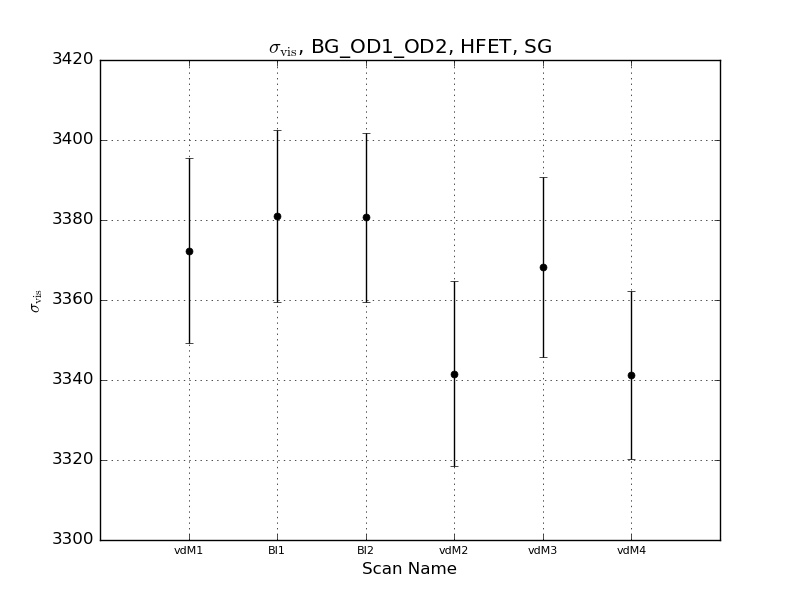 σvis, BG_OD1_OD2, HFET, SG
3420
3400
3380
3360
3340
3320
3300
σvis
vdM1 BI1 BI2 vdM2 vdM3 vdM4
Scan Name